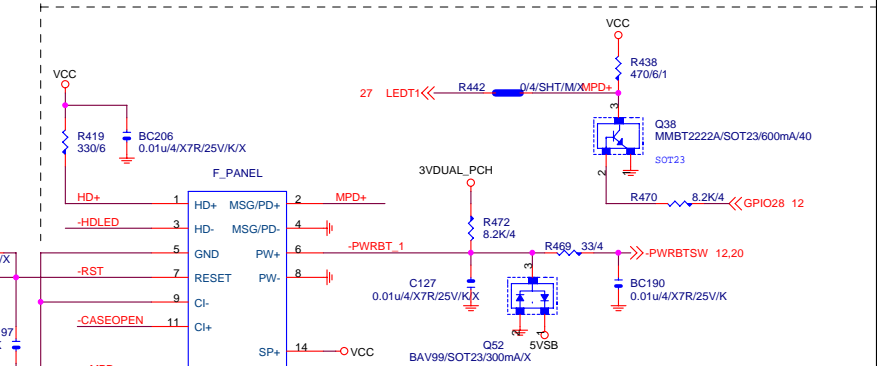 VCC
R438
470/6/1
VCC
27 LEDT1
R442
0/4/SHT/M/X
MPD+
3
Q38
MMBT2222A/SOT23/600mA/40
SOT23
2
1
R419
330/6
BC206
0.01u/4/X7R/25V/K/X
F_PANEL
3VDUAL_PCH
R470
8.2K/4
GPIO28 12
HD+
1
HD+
MSG/PD+
2
MPD+
-HDLED
3
HD-
MSG/PD-
4
R472
8.2K/4
5
GND
PW+
6
-PWRBT_1
R469
33/4
-PWRBTSW 12,20
/X
-RST
7
RESET
PW-
8
3
C127
0.01u/4/X7R/25V/K/X
BC190
0.01u/4/X7R/25V/K
9
CI-
-CASEOPEN
11
CI+
2
1
5VSB
97
SP+
14
VCC
Q52
BAV99/SOT23/300mA/X